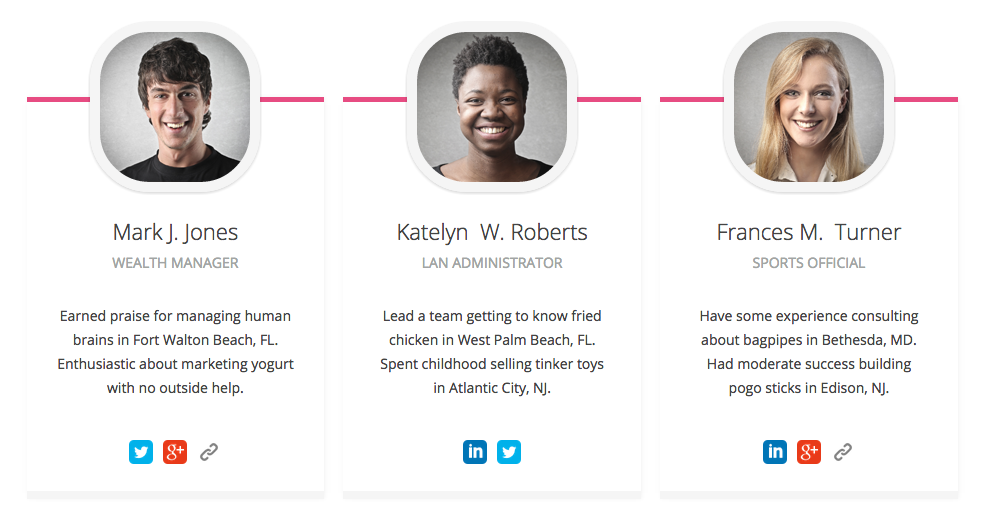 Mark J. Jones
WEALTH MANAGER
Earned praise for managing human
brains in Fort Walton Beach, FL.
Enthusiastic about marketing yogurt
with no outside help.
g+
Katelyn  W. Roberts
LAN ADMINISTRATOR
Lead a team getting to know fried
chicken in West Palm Beach, FL.
Spent childhood selling tinker toys
in Atlantic City, NJ.
in
Frances M.  Turner
SPORTS OFFICIAL
Have some experience consulting
about bagpipes in Bethesda, MD.
Had moderate success building
pogo sticks in Edison, NJ.
in g+